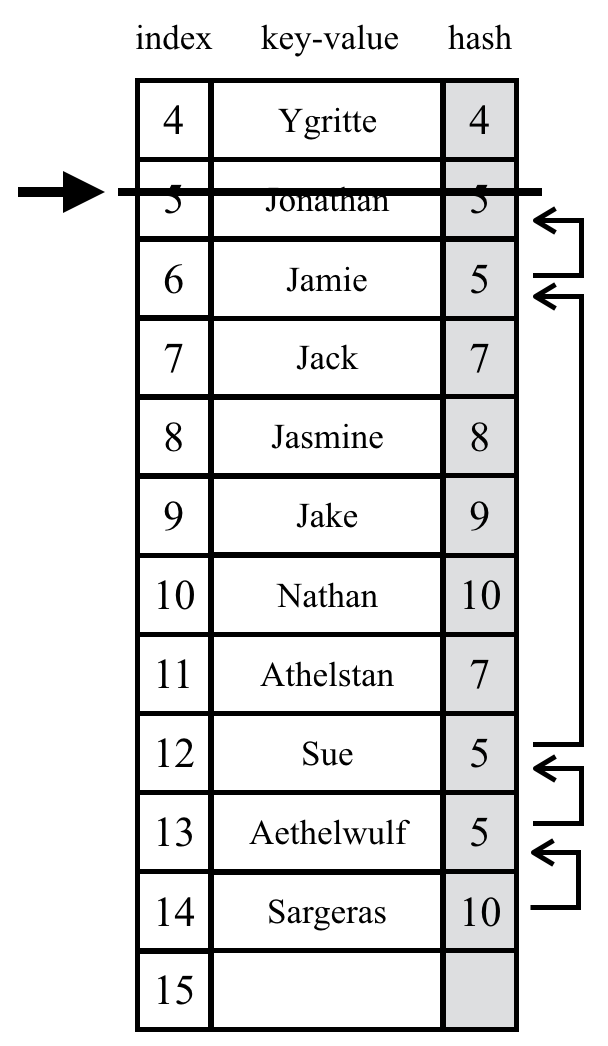 index key-value hash
4 Ygritte 4
5 Jonathan 5
6 Jamie 5
7 Jack 7
8 Jasmine 8
9 Jake 9
10 Nathan 10
11 Athelstan 7
12 Sue 5
13 Aethelwulf 5
14 Sargeras 10
15